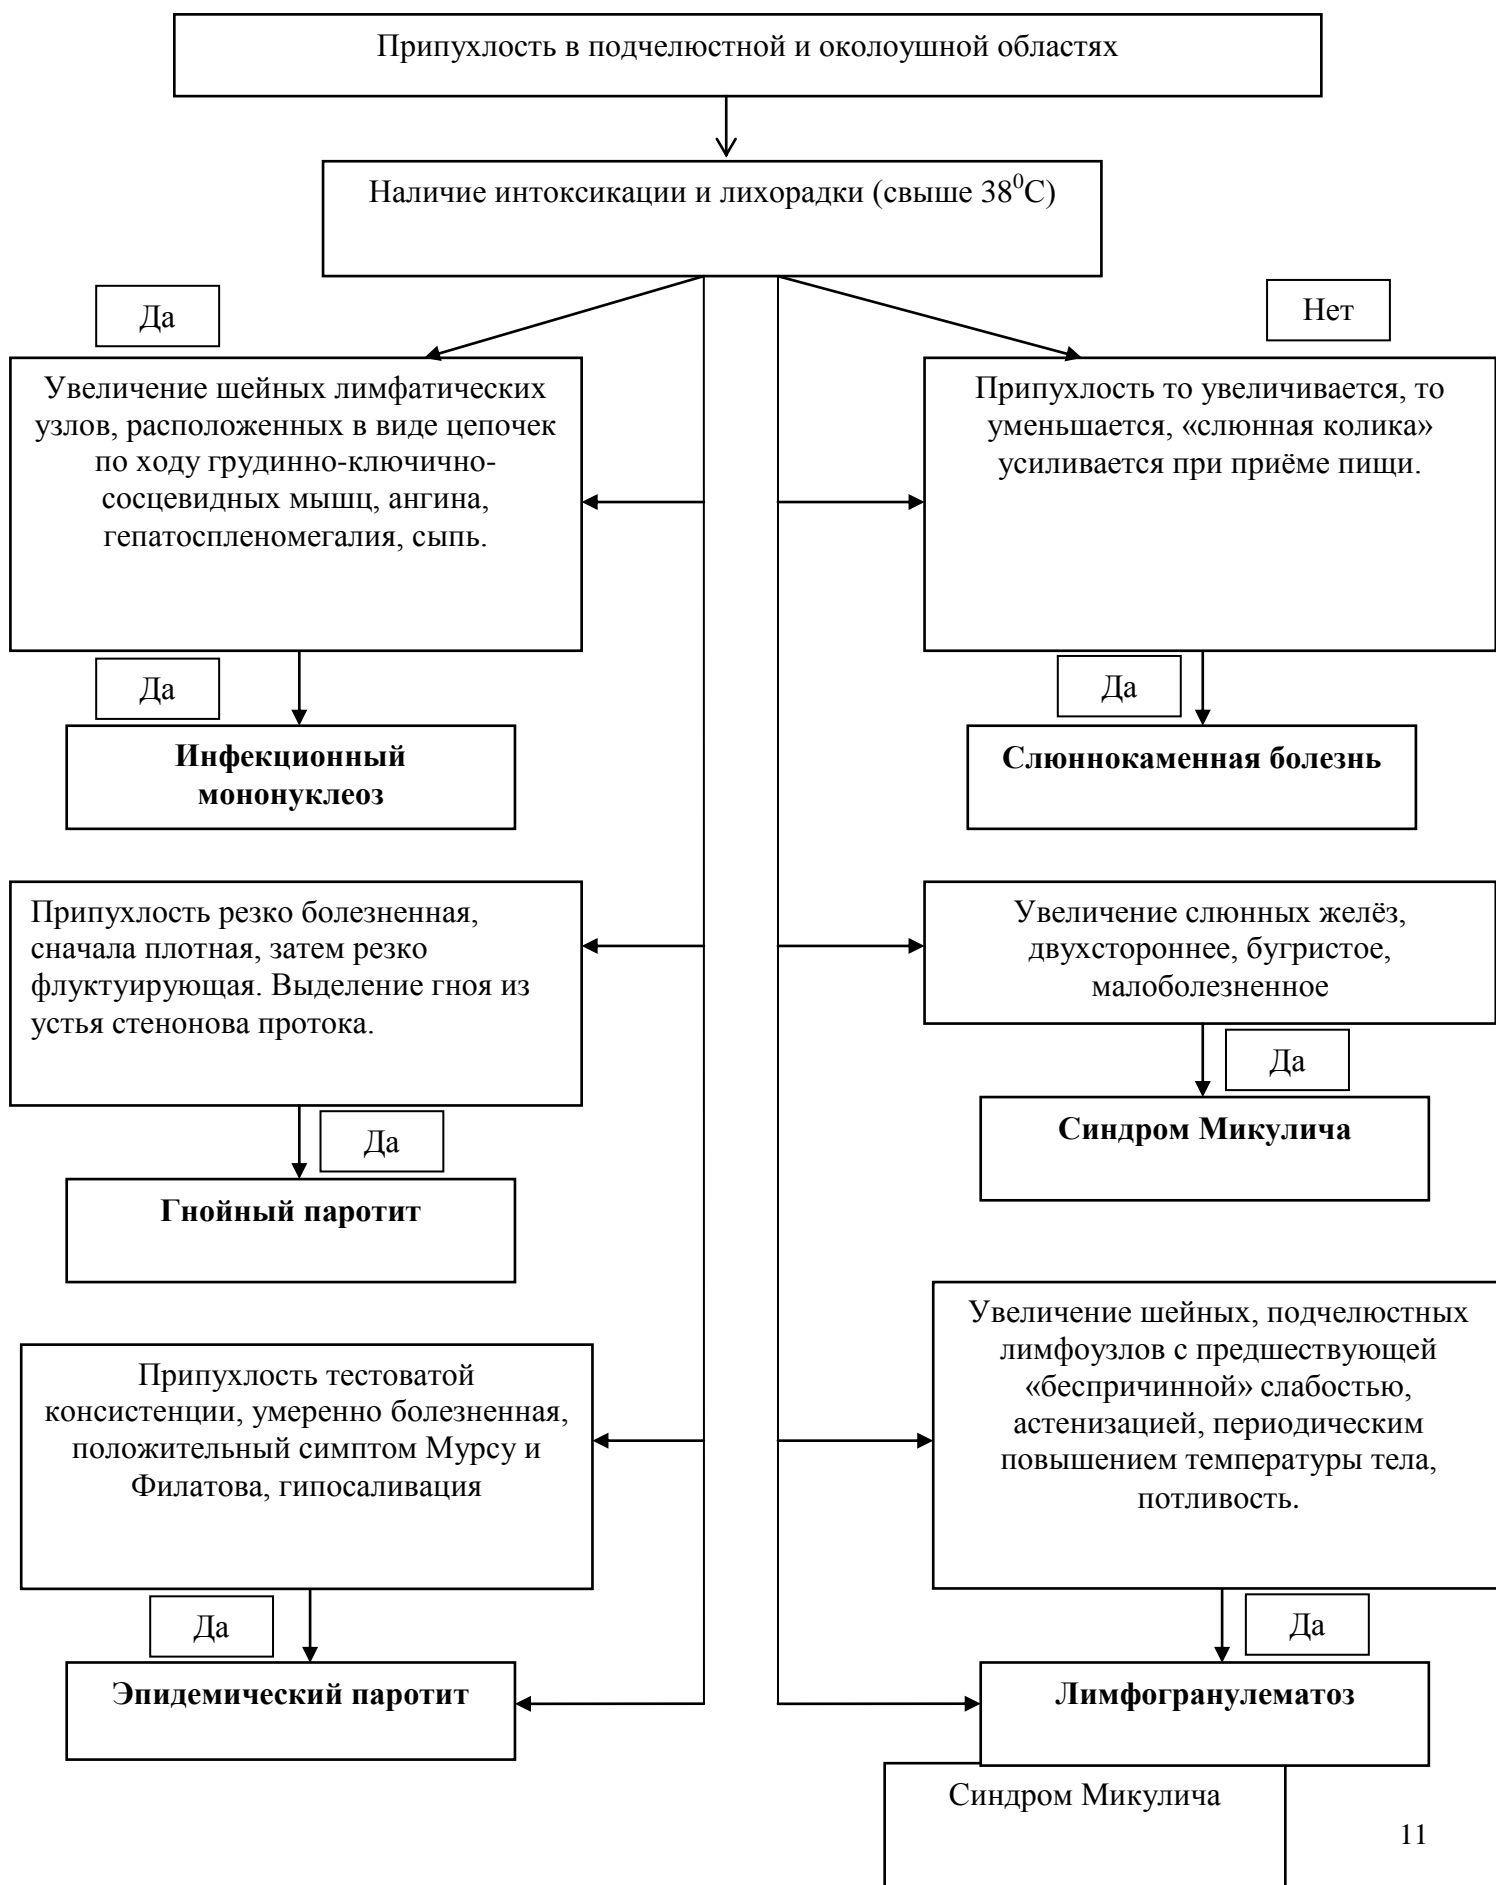 Припухлость в подчелюстной и околоушной областях
Наличие интоксикации и лихорадки (свыше 38⁰С)
Да
Нет
Увеличение шейных лимфатических
узлов, расположенных в виде цепочек
по ходу грудинно-ключично-
сосцевидных мышц, ангина,
гепатоспленомегалия, сыпь.
Припухлость то увеличивается, то
уменьшается, «слюнная колика»
усиливается при приёме пищи.
Да
Да
Инфекционный
мононуклеоз
Слюннокаменная болезнь
Припухлость резко болезненная,
сначала плотная, затем резко
флуктуирующая. Выделение гноя из
устья стенонова протока.
Увеличение слюнных желёз,
двухстороннее, бугристое,
малоболезненное
Да
Да
Гнойный паротит
Синдром Микулича
Припухлость тестоватой
консистенции, умеренно болезненная,
положительный симптом Мурсу и
Филатова, гипосаливация
Увеличение шейных, подчелюстных
лимфоузлов с предшествующей
«беспричинной» слабостью,
астенизацией, периодическим
повышением температуры тела,
потливость.
Да
Да
Эпидемический паротит
Лимфогранулематоз
Синдром Микулича
11